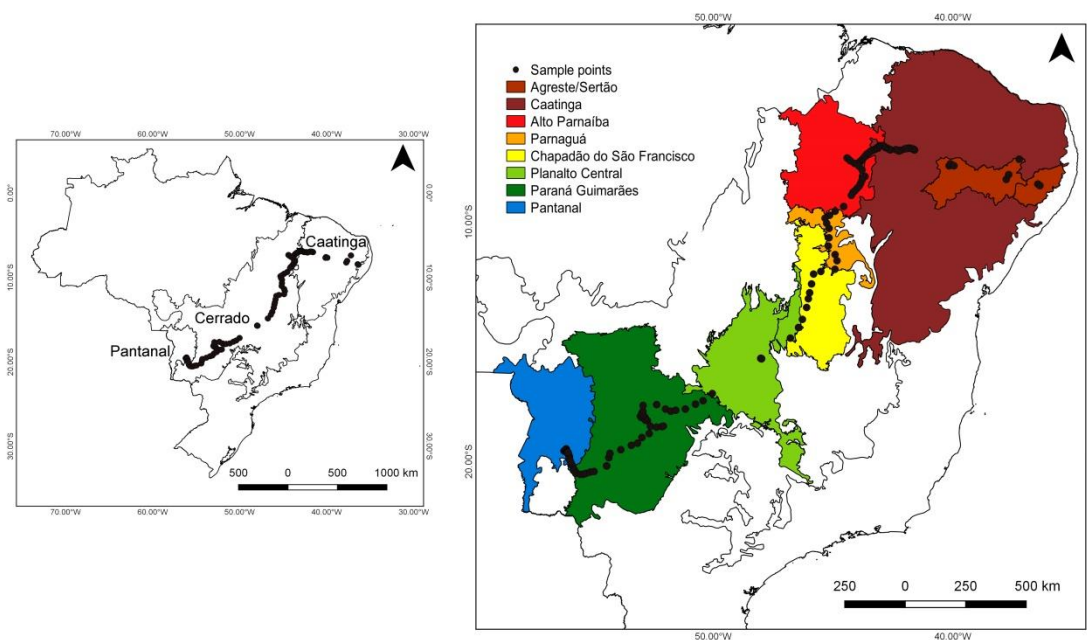 70.00°W 60.00°W 50.00°W 40.00°W 30.00°W
0.00° 0.00°
Caatinga
10.00°S 10.00°S
Cerrado
Pantanal
20.00°S 20.00°S
30.00°S 30.00°S
500 0 500 1000 km
70.00°W 60.00°W 50.00°W 40.00°W 30.00°W
50.00°W 40.00°W
Sample points
Agreste/Sertão
Caatinga
Alto Parnaíba
Parnaguá
Chapadão do São Francisco
Planalto Central
Paraná Guimarães
Pantanal
10.00°S
20.00°S
250 0 250 500 km
50.00°W 40.00°W